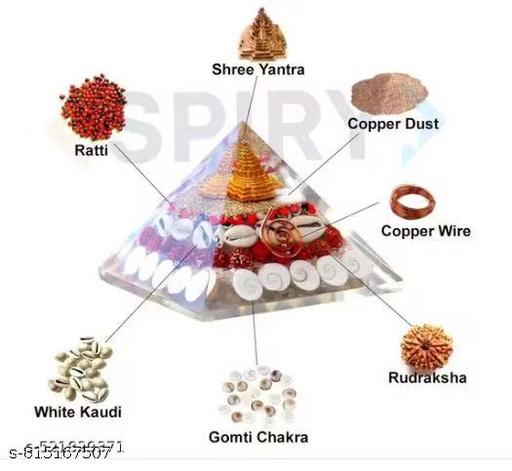 Shree Yantra
SPIRY
Copper Dust
Ratti
Copper Wire
Rudraksha
White Kaudi
Gomti Chakra
s-815167507